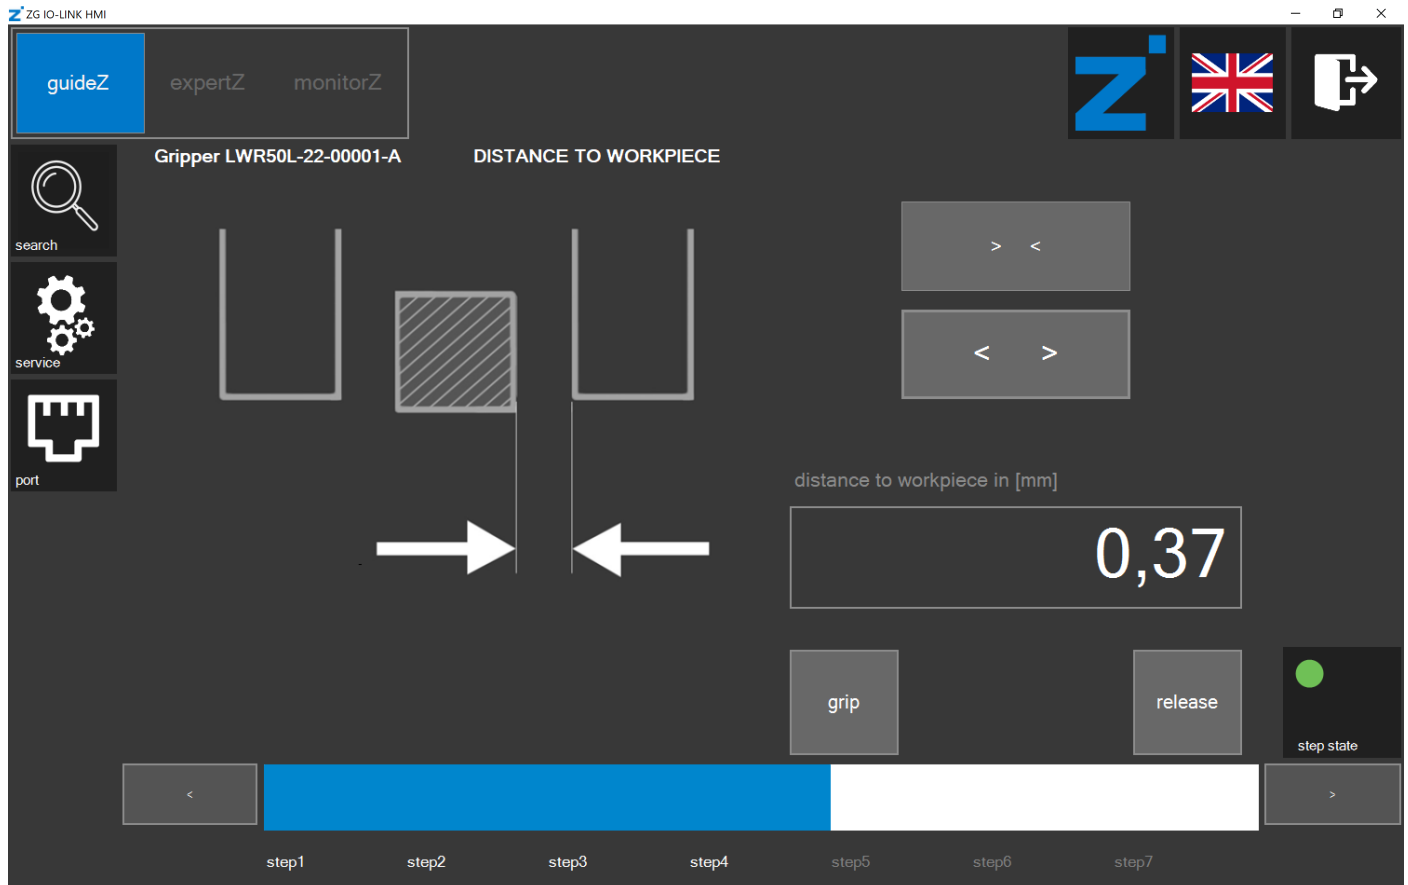 ZG IO-LINK HMI
guideZ expertZ monitorZ
Gripper LWR50L-22-00001-A DISTANCE TO WORKPIECE
search
> <
< >
service
port
distance to workpiece in [mm]
0,37
grip release
step state
< >
step1 step2 step3 step4 step5 step6 step7